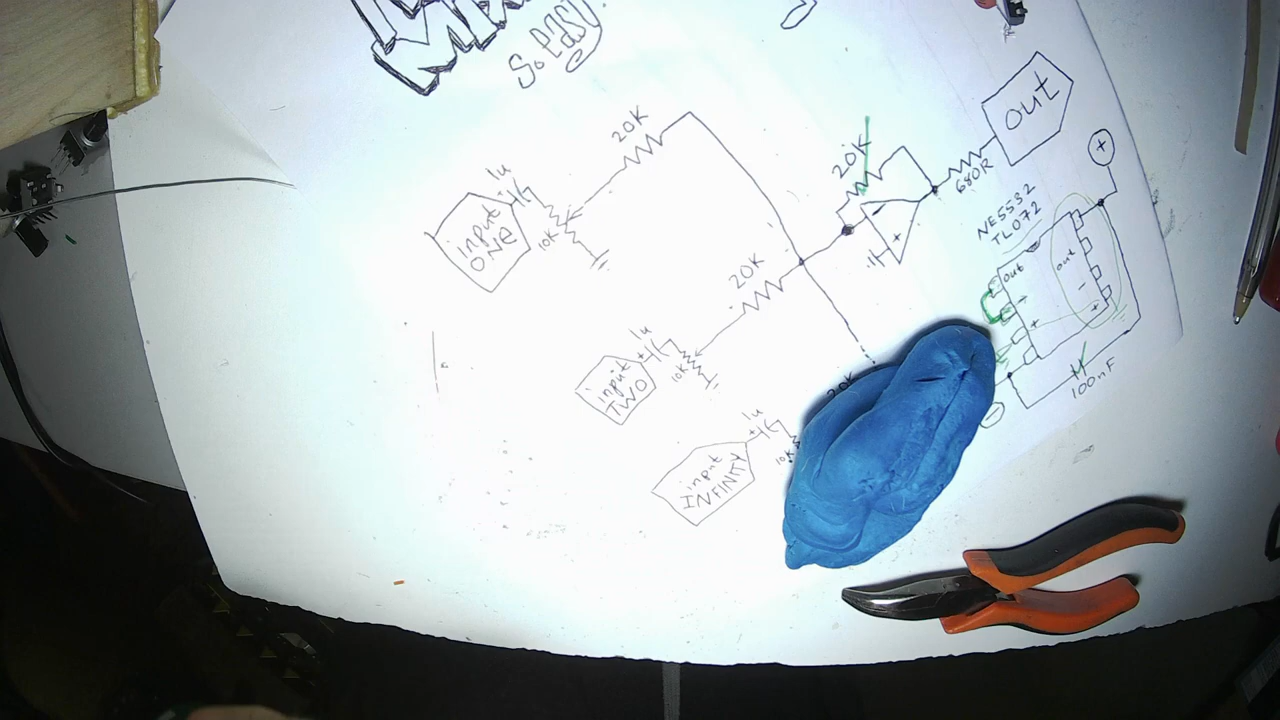 So EASY!
20K
1u
input
ONE
10K
20K
680R
out
NE5532
TL072
out
out
-
+
-
+
+
-
100nF
20K
1u
+
input
TWO
10K
20K
1u
+
input
INFINITY
10K